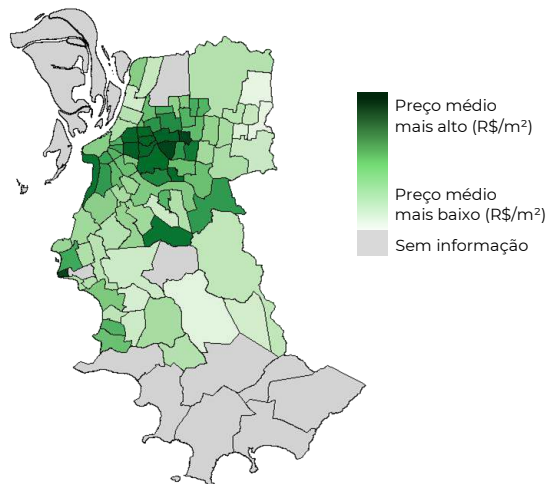 Preço médio
mais alto (R$/m²)
Preço médio
mais baixo (R$/m²)
Sem informação